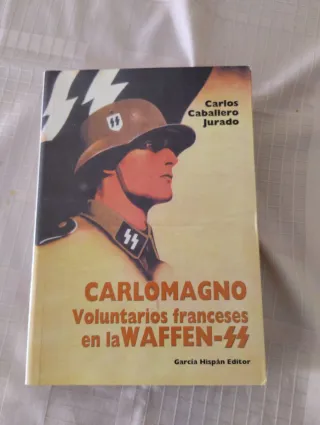 Carlos
Caballero
Jurado
CARLOMAGNO
Voluntarios franceses
en la WAFFEN-SS
García Hispán Editor